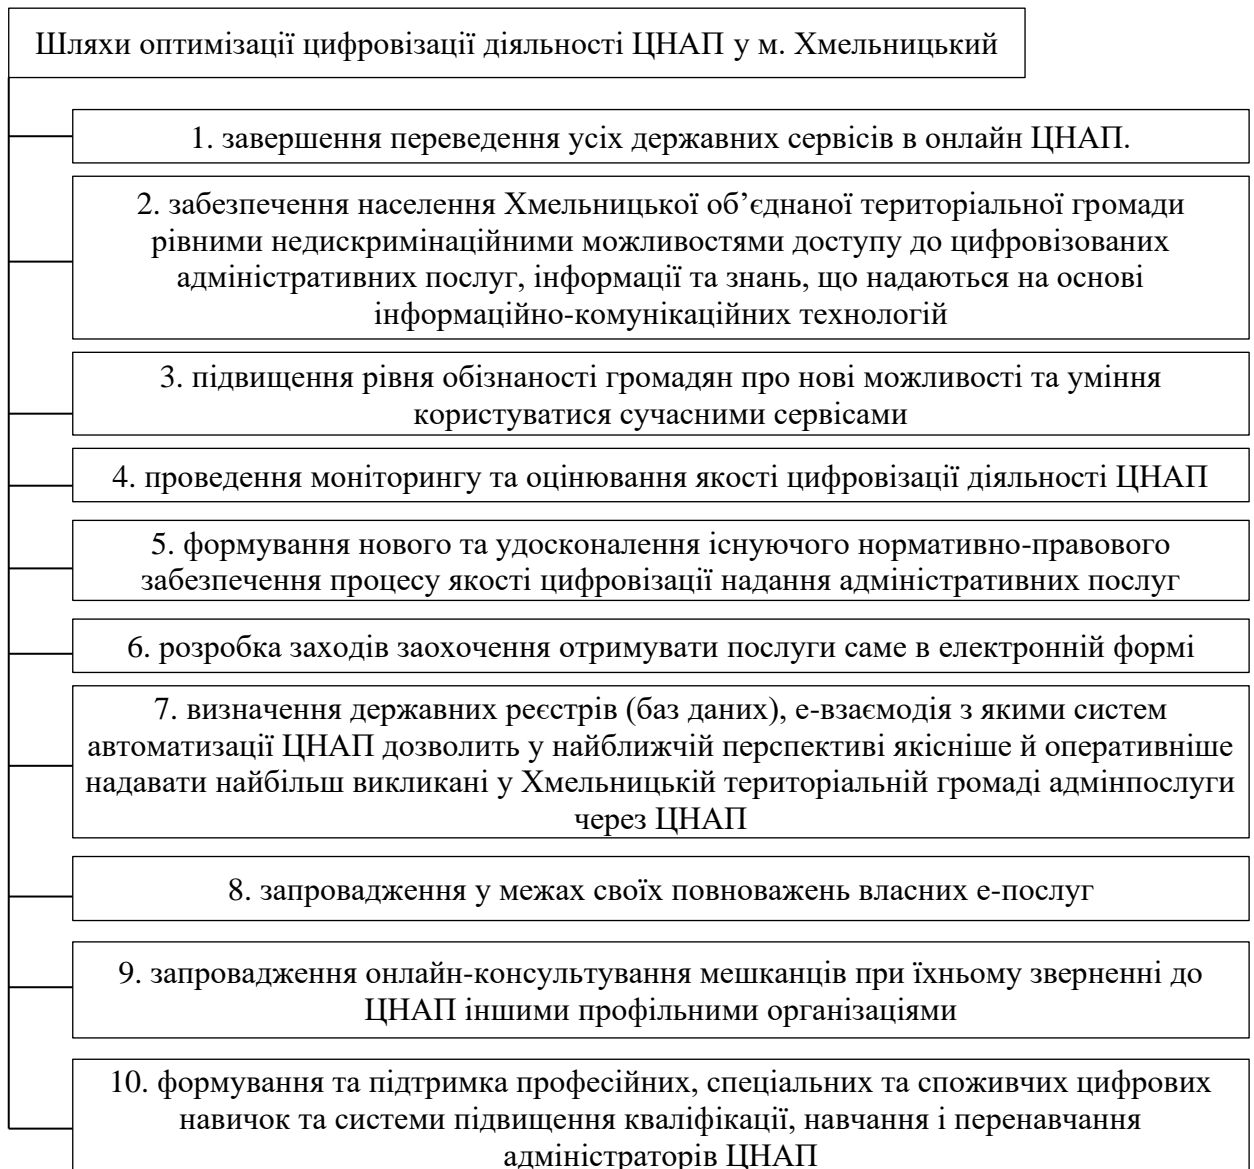 Шляхи оптимізації цифровізації діяльності ЦНАП у м. Хмельницький
1. завершення переведення усіх державних сервісів в онлайн ЦНАП.
2. забезпечення населення Хмельницької об’єднаної територіальної громади
рівними недискримінаційними можливостями доступу до цифровізованих
адміністративних послуг, інформації та знань, що надаються на основі
інформаційно-комунікаційних технологій
3. підвищення рівня обізнаності громадян про нові можливості та уміння
користуватися сучасними сервісами
4. проведення моніторингу та оцінювання якості цифровізації діяльності ЦНАП
5. формування нового та удосконалення існуючого нормативно-правового
забезпечення процесу якості цифровізації надання адміністративних послуг
6. розробка заходів заохочення отримувати послуги саме в електронній формі
7. визначення державних реєстрів (баз даних), е-взаємодія з якими систем
автоматизації ЦНАП дозволить у найближчій перспективі якісніше й оперативніше
надавати найбільш викликані у Хмельницькій територіальній громаді адмінпослуги
через ЦНАП
8. запровадження у межах своїх повноважень власних е-послуг
9. запровадження онлайн-консультування мешканців при їхньому зверненні до
ЦНАП іншими профільними організаціями
10. формування та підтримка професійних, спеціальних та споживчих цифрових
навичок та системи підвищення кваліфікації, навчання і перенавчання
адміністраторів ЦНАП